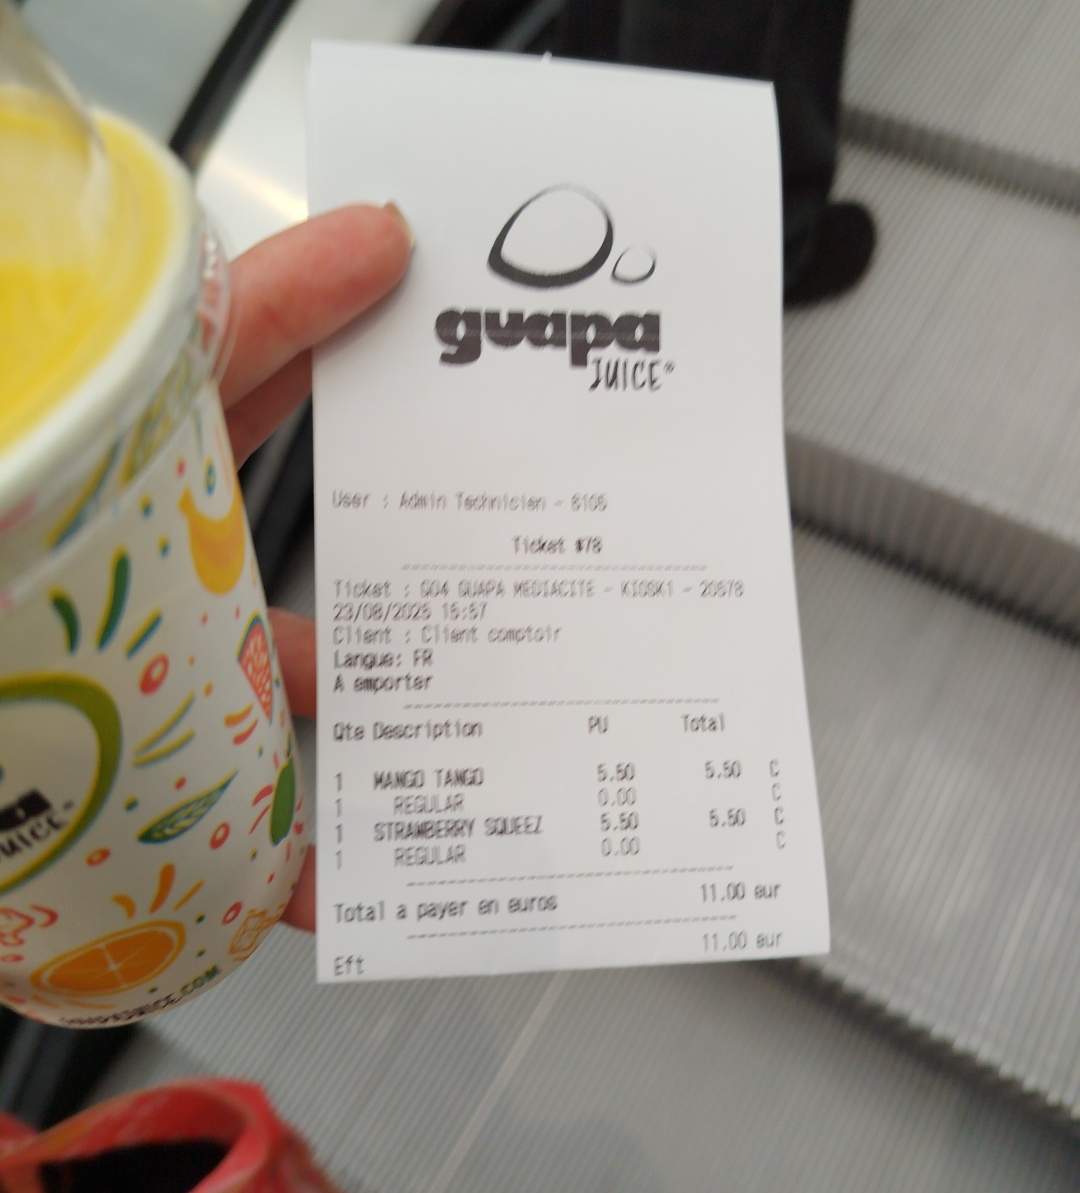 guapa
JUICE®
User : Admin Technicien - 6106
Ticket #78
Ticket : G04 GUAPA MEDIACITE - KIOSK1 - 20678
23/08/2025 15:57
Client : Client comptoir
Langue: FR
A emporter
Qte Description PU Total
1 MANGO TANGO 5.50 5.50 C
1 REGULAR 0.00 C
1 STRAWBERRY SQUEEZ 5.50 5.50 C
1 REGULAR 0.00 C
Total a payer en euros 11.00 eur
Eft 11.00 eur
JUICE